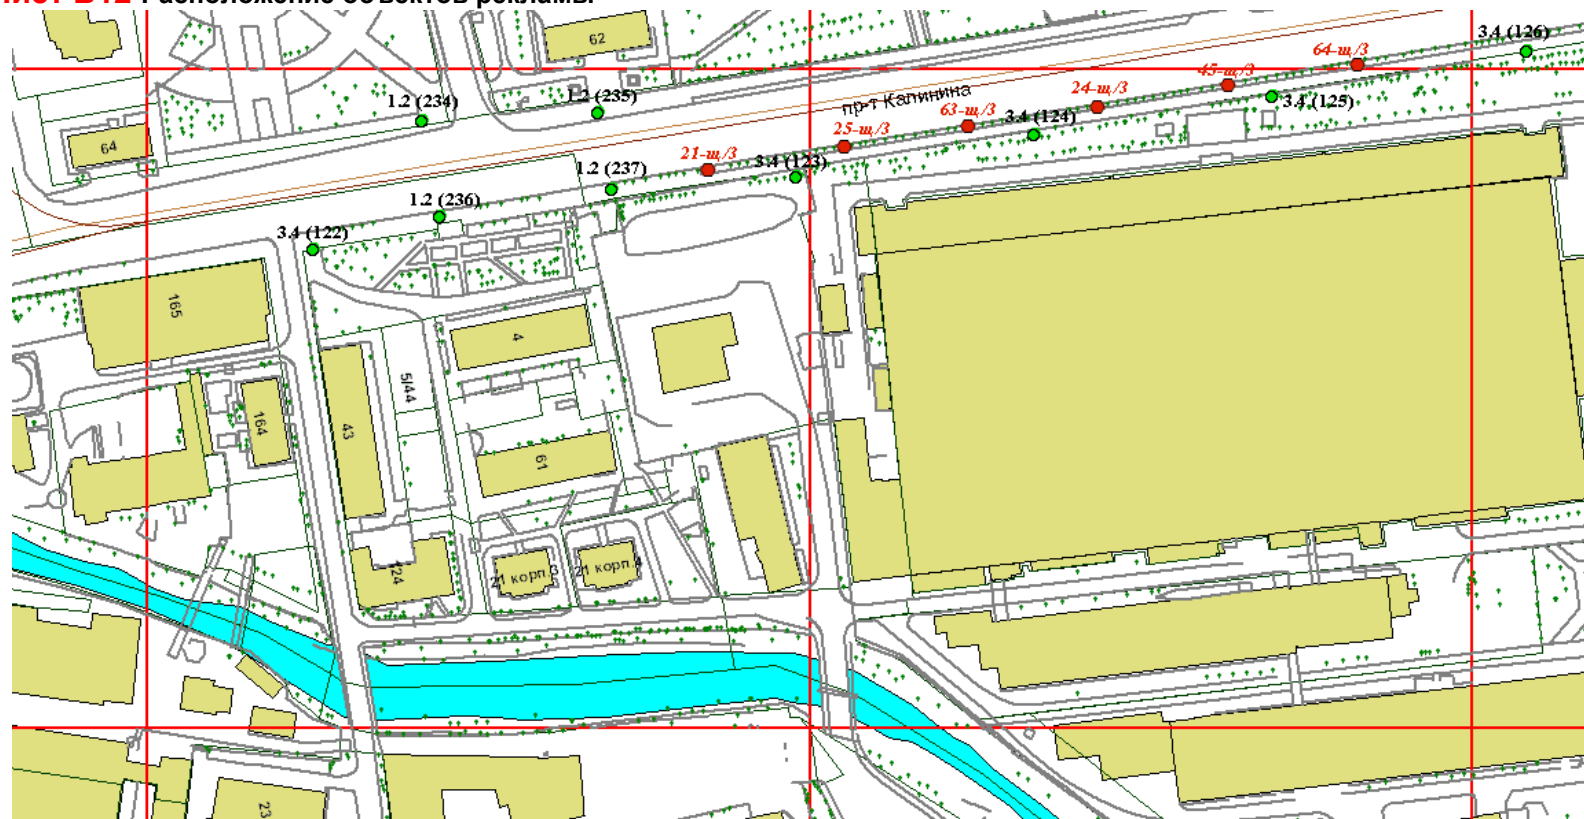 Лист В12 Расположение объектов рекламы
62
64-щ/3
3.4 (126)
45-щ/3
1.2 (234)
1.2 (235)
пр-т Калинина
24-щ/3
3.4 (125)
63-щ/3
3.4 (124)
25-щ/3
64
21-щ/3
3.4 (123)
1.2 (237)
1.2 (236)
3.4 (122)
165
4
5/44
164
43
61
124
21 корп.3
21 корп.4
23